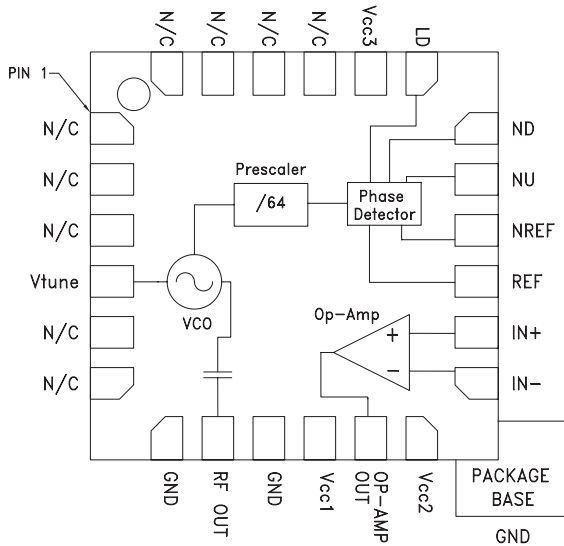 N/C
N/C
N/C
N/C
Vcc3
LD
PIN 1
N/C
N/C
N/C
Vtune
N/C
N/C
ND
NU
NREF
REF
IN+
IN-
Prescaler
/64
Phase
Detector
VCO
Op-Amp
+
-
GND
RF OUT
GND
Vcc1
OP-AMP
OUT
Vcc2
PACKAGE
BASE
GND